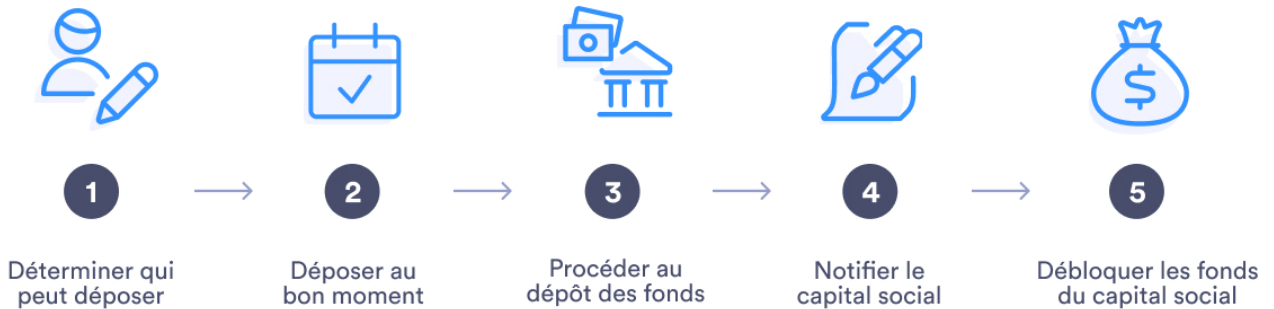 1
2
3
4
5
Déterminer qui
peut déposer
Déposer au
bon moment
Procéder au
dépôt des fonds
Notifier le
capital social
Débloquer les fonds
du capital social